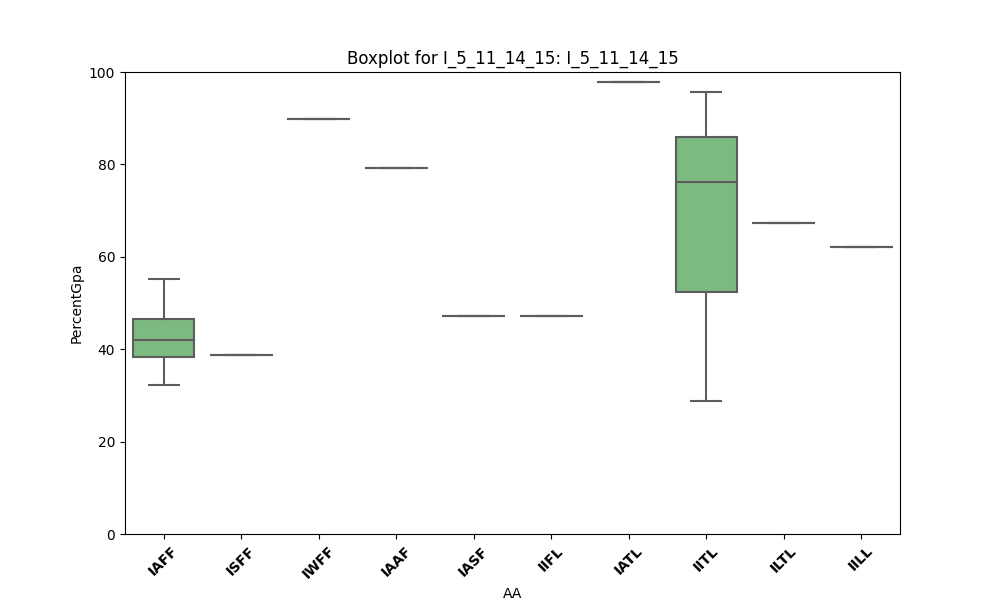 Boxplot for I_5_11_14_15: I_5_11_14_15
100
80
60
40
20
0
PercentGpa
IAFF
ISFF
IWFF
IAAF
IASF
IIFL
IATL
IITL
ILTL
IILL
AA